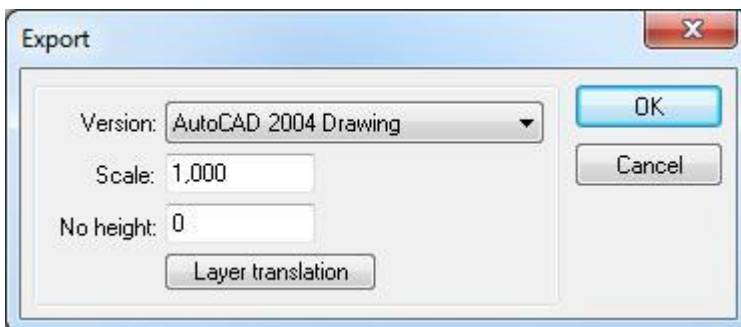 Export
Version: AutoCAD 2004 Drawing
OK
Scale: 1,000
Cancel
No height: 0
Layer translation